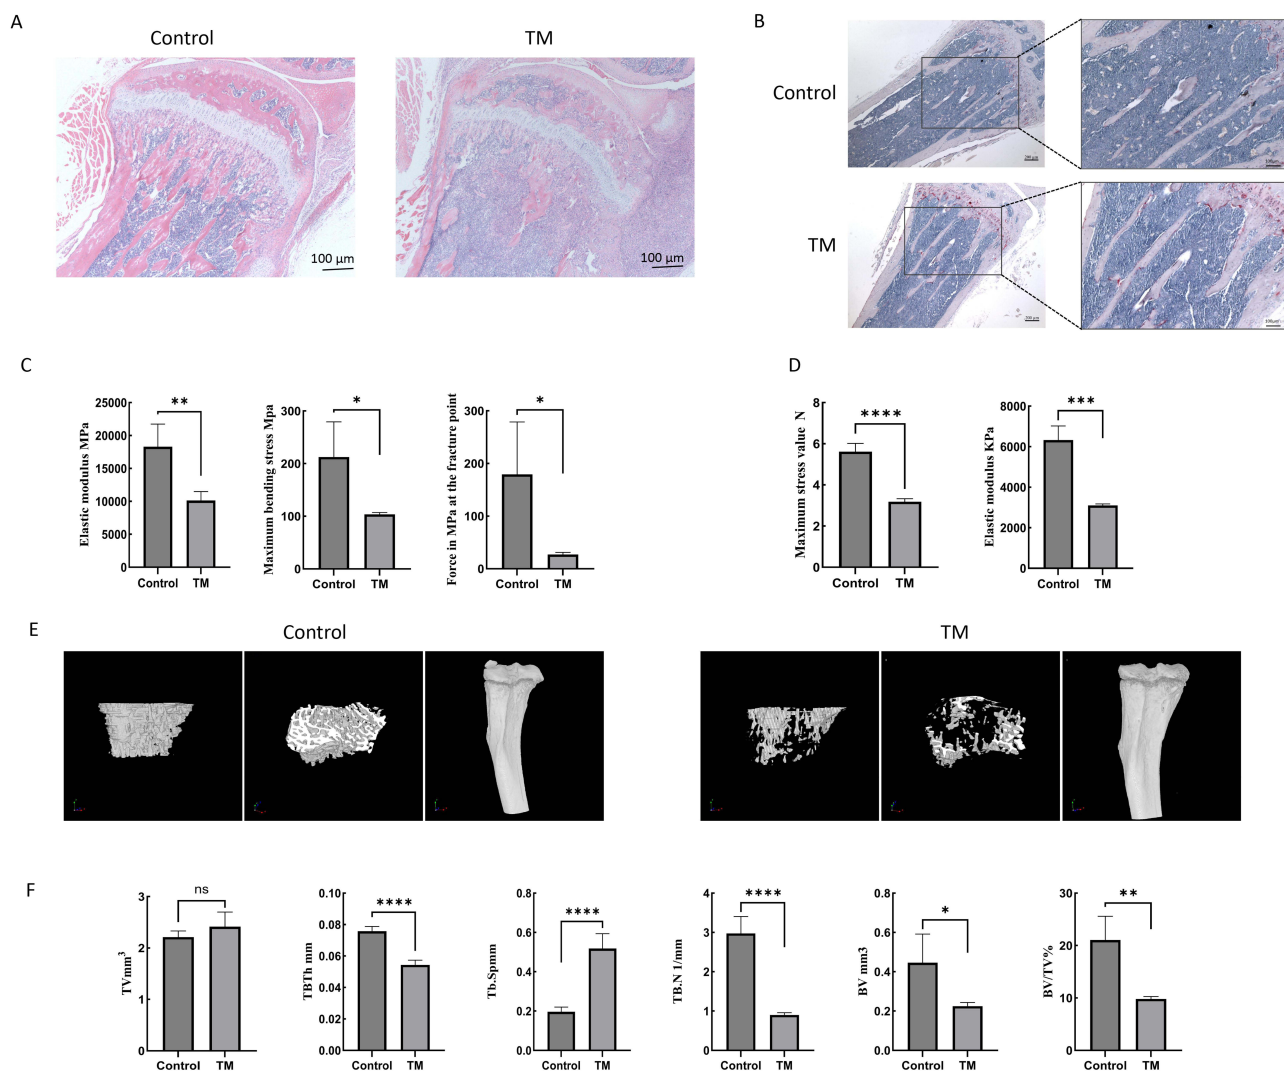 A
Control
TM
100 μm
100 μm
B
Control
TM
200 μm
100μm
200 μm
100μm
C
Elastic modulus MPa
25000
20000
15000
10000
5000
0
**
Control
TM
Maximum bending stress Mpa
300
200
100
0
*
Control
TM
Force in MPa at the fracture point
300
200
100
0
*
Control
TM
D
Maximum stress value N
8
6
4
2
0
****
Control
TM
Elastic modulus KPa
8000
6000
4000
2000
0
***
Control
TM
E
Control
TM
F
TVmm³
3
2
1
0
ns
Control
TM
TBTh mm
0.10
0.08
0.06
0.04
0.02
0.00
****
Control
TM
Tb.Spmm
0.8
0.6
0.4
0.2
0.0
****
Control
TM
TB.N 1/mm
4
3
2
1
0
****
Control
TM
BV mm3
0.8
0.6
0.4
0.2
0.0
*
Control
TM
BV/TV%
30
20
10
0
**
Control
TM